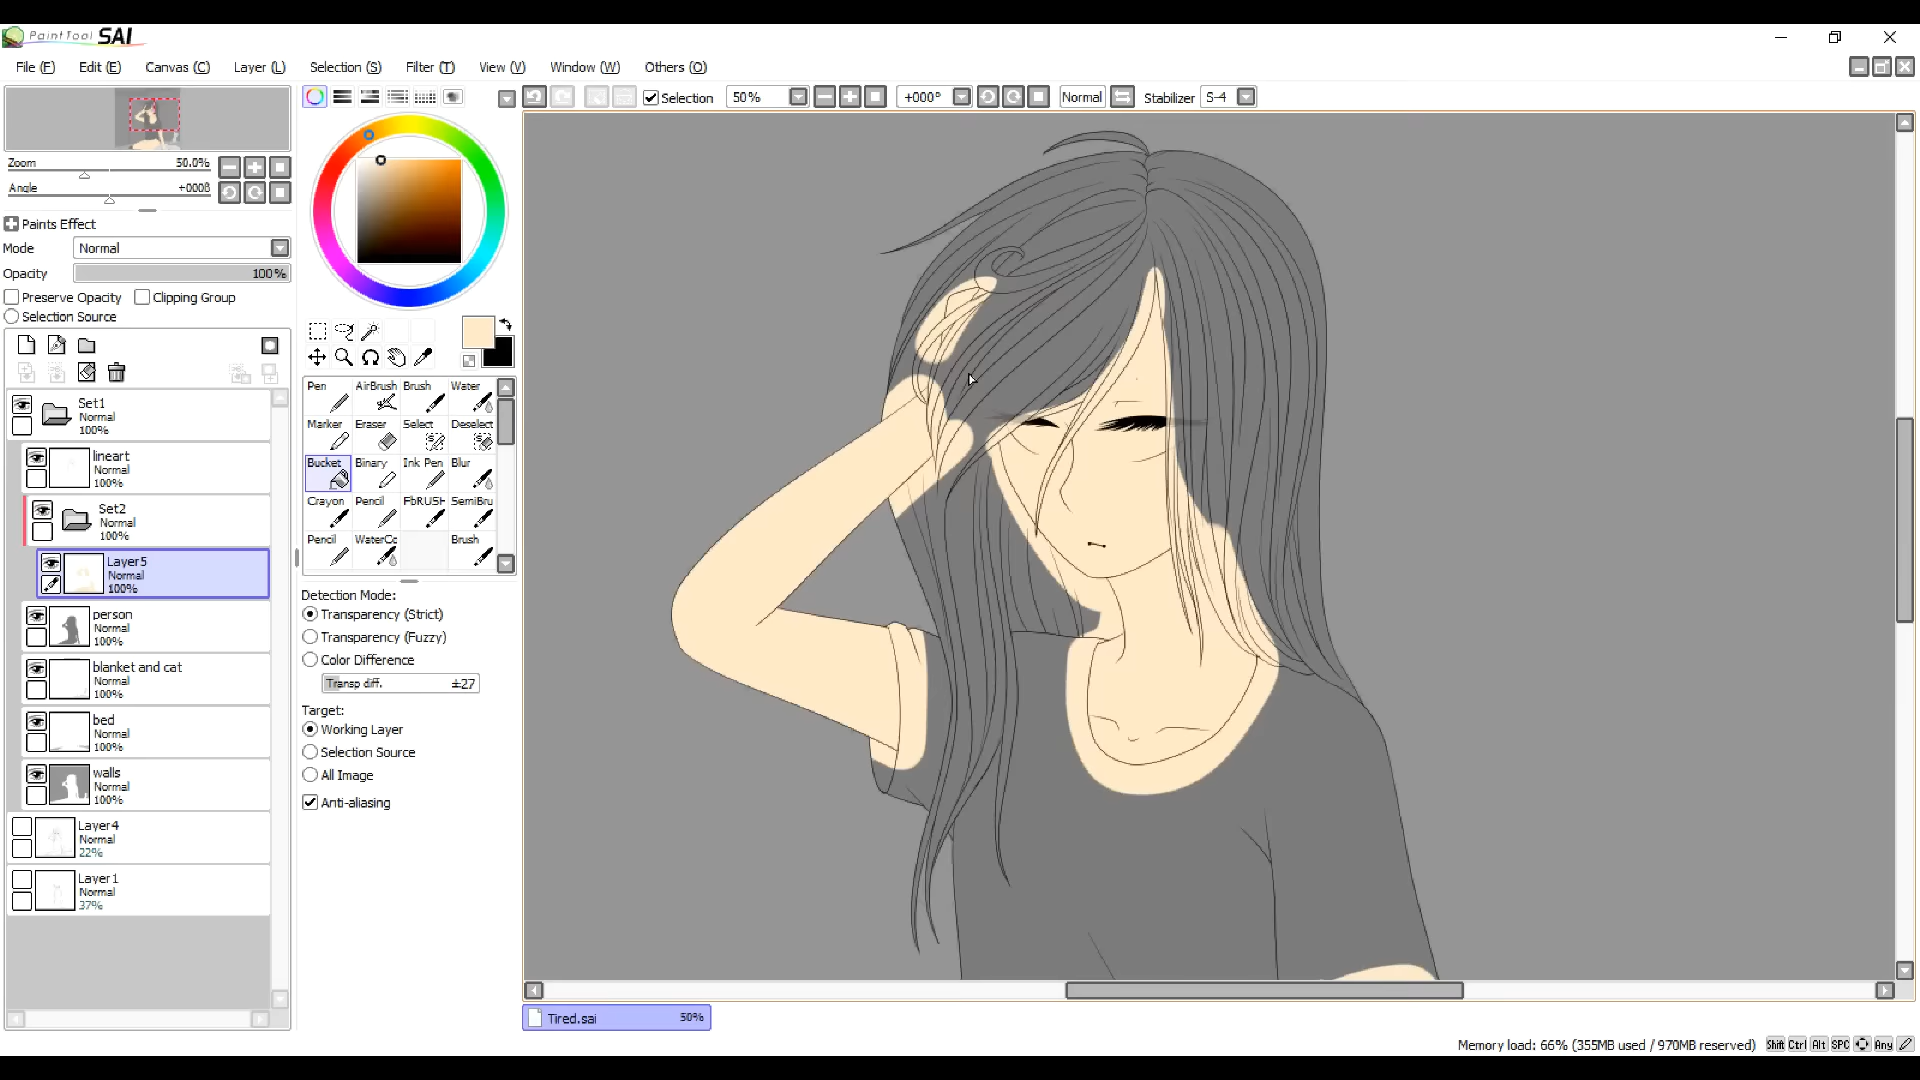 PaintTool SAI
File (F) Edit (E) Canvas (C) Layer (L) Selection (S) Filter (T) View (V) Window (W) Others (O)
Selection 50% +000° Normal Stabilizer S-4
Zoom 50.0%
Angle +000ß
Paints Effect
Mode Normal
Opacity 100%
Preserve Opacity Clipping Group
Selection Source
Set1
Normal
100%
lineart
Normal
100%
Set2
Normal
100%
Layer5
Normal
100%
person
Normal
100%
blanket and cat
Normal
100%
bed
Normal
100%
walls
Normal
100%
Layer4
Normal
22%
Layer1
Normal
37%
Pen AirBrush Brush Water
Marker Eraser Select Deselect
Bucket Binary Ink Pen Blur
Crayon Pencil FbRUSH SemiBru
Pencil WaterCo Brush
Detection Mode:
Transparency (Strict)
Transparency (Fuzzy)
Color Difference
Transp diff. ±27
Target:
Working Layer
Selection Source
All Image
Anti-aliasing
Tired.sai 50%
Memory load: 66% (355MB used / 970MB reserved) Shift Ctrl Alt SPC Any